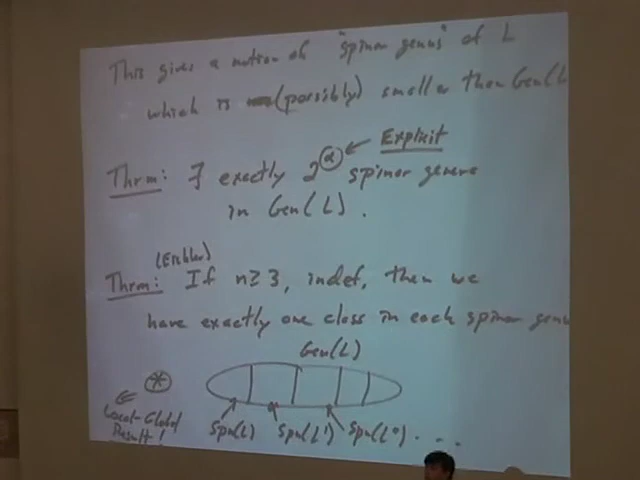 This gives a notion of "spinor genus" of L
which is (possibly) smaller than Gen(L
Thrm: ∃ exactly 2^α ← Explicit spinor genera
in Gen(L).
(Eichler)
Thrm: If n≥3, indef, then we
have exactly one class in each spinor genu
Gen(L)
⊛
Local-Global
Result!
Spn(L) Spn(L') Spn(L'') . . .